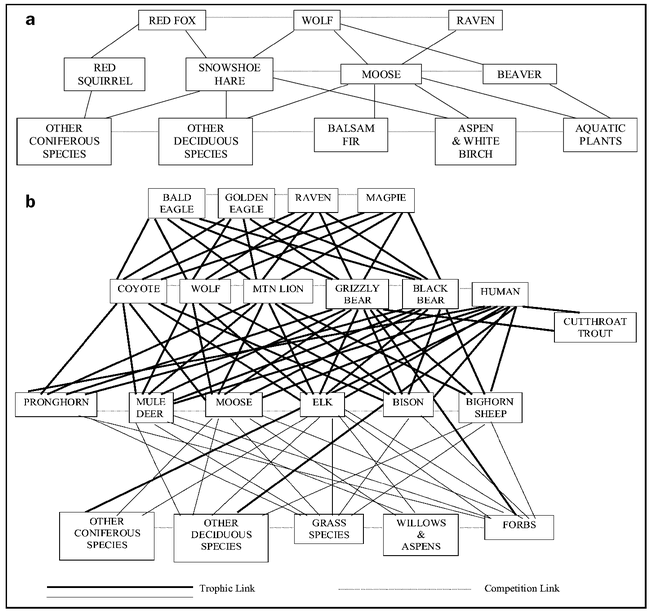 a
RED FOX
WOLF
RAVEN
RED
SQUIRREL
SNOWSHOE
HARE
MOOSE
BEAVER
OTHER
CONIFEROUS
SPECIES
OTHER
DECIDUOUS
SPECIES
BALSAM
FIR
ASPEN
& WHITE
BIRCH
AQUATIC
PLANTS
b
BALD
EAGLE
GOLDEN
EAGLE
RAVEN
MAGPIE
COYOTE
WOLF
MTN LION
GRIZZLY
BEAR
BLACK
BEAR
HUMAN
CUTTHROAT
TROUT
PRONGHORN
MULE
DEER
MOOSE
ELK
BISON
BIGHORN
SHEEP
OTHER
CONIFEROUS
SPECIES
OTHER
DECIDUOUS
SPECIES
GRASS
SPECIES
WILLOWS
&
ASPENS
FORBS
Trophic Link
Competition Link